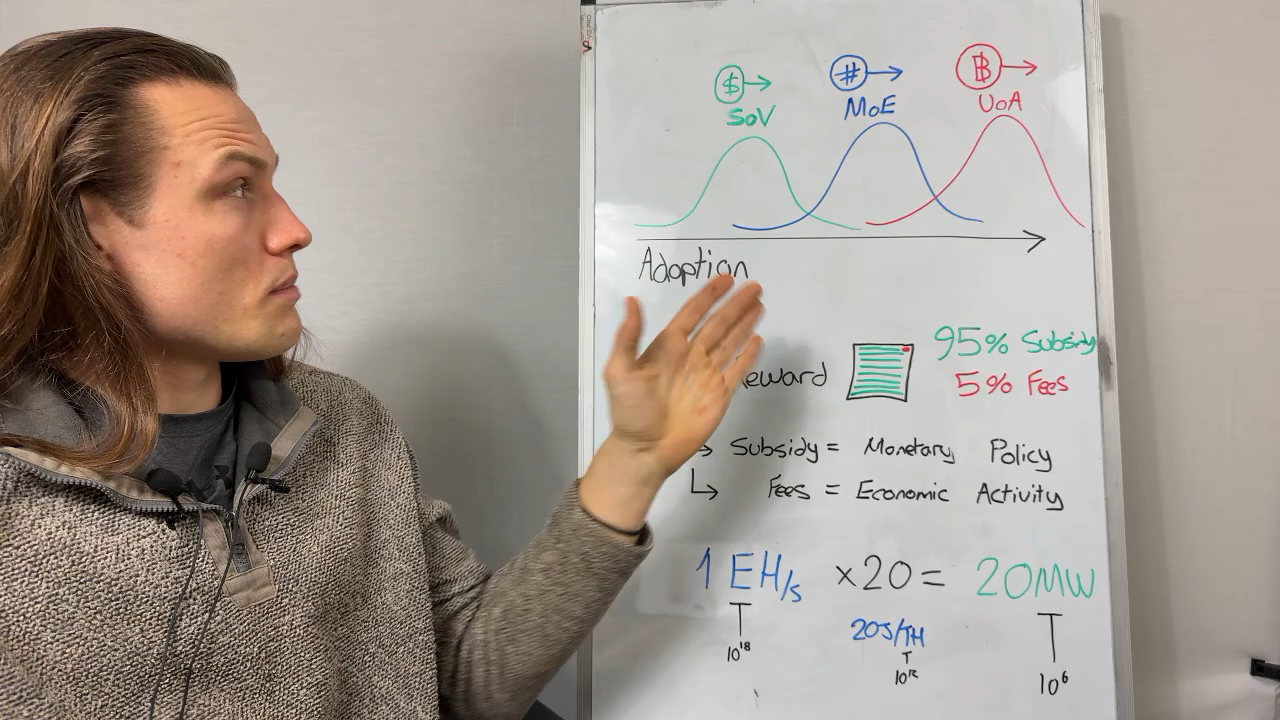 $ # ₿
SoV MoE UoA
Adoption
95% Subsidy
5% Fees
Subsidy = Monetary Policy
Fees = Economic Activity
1 EH/s ×20 = 20MW
20J/TH
10¹⁸ 10¹² 10⁶